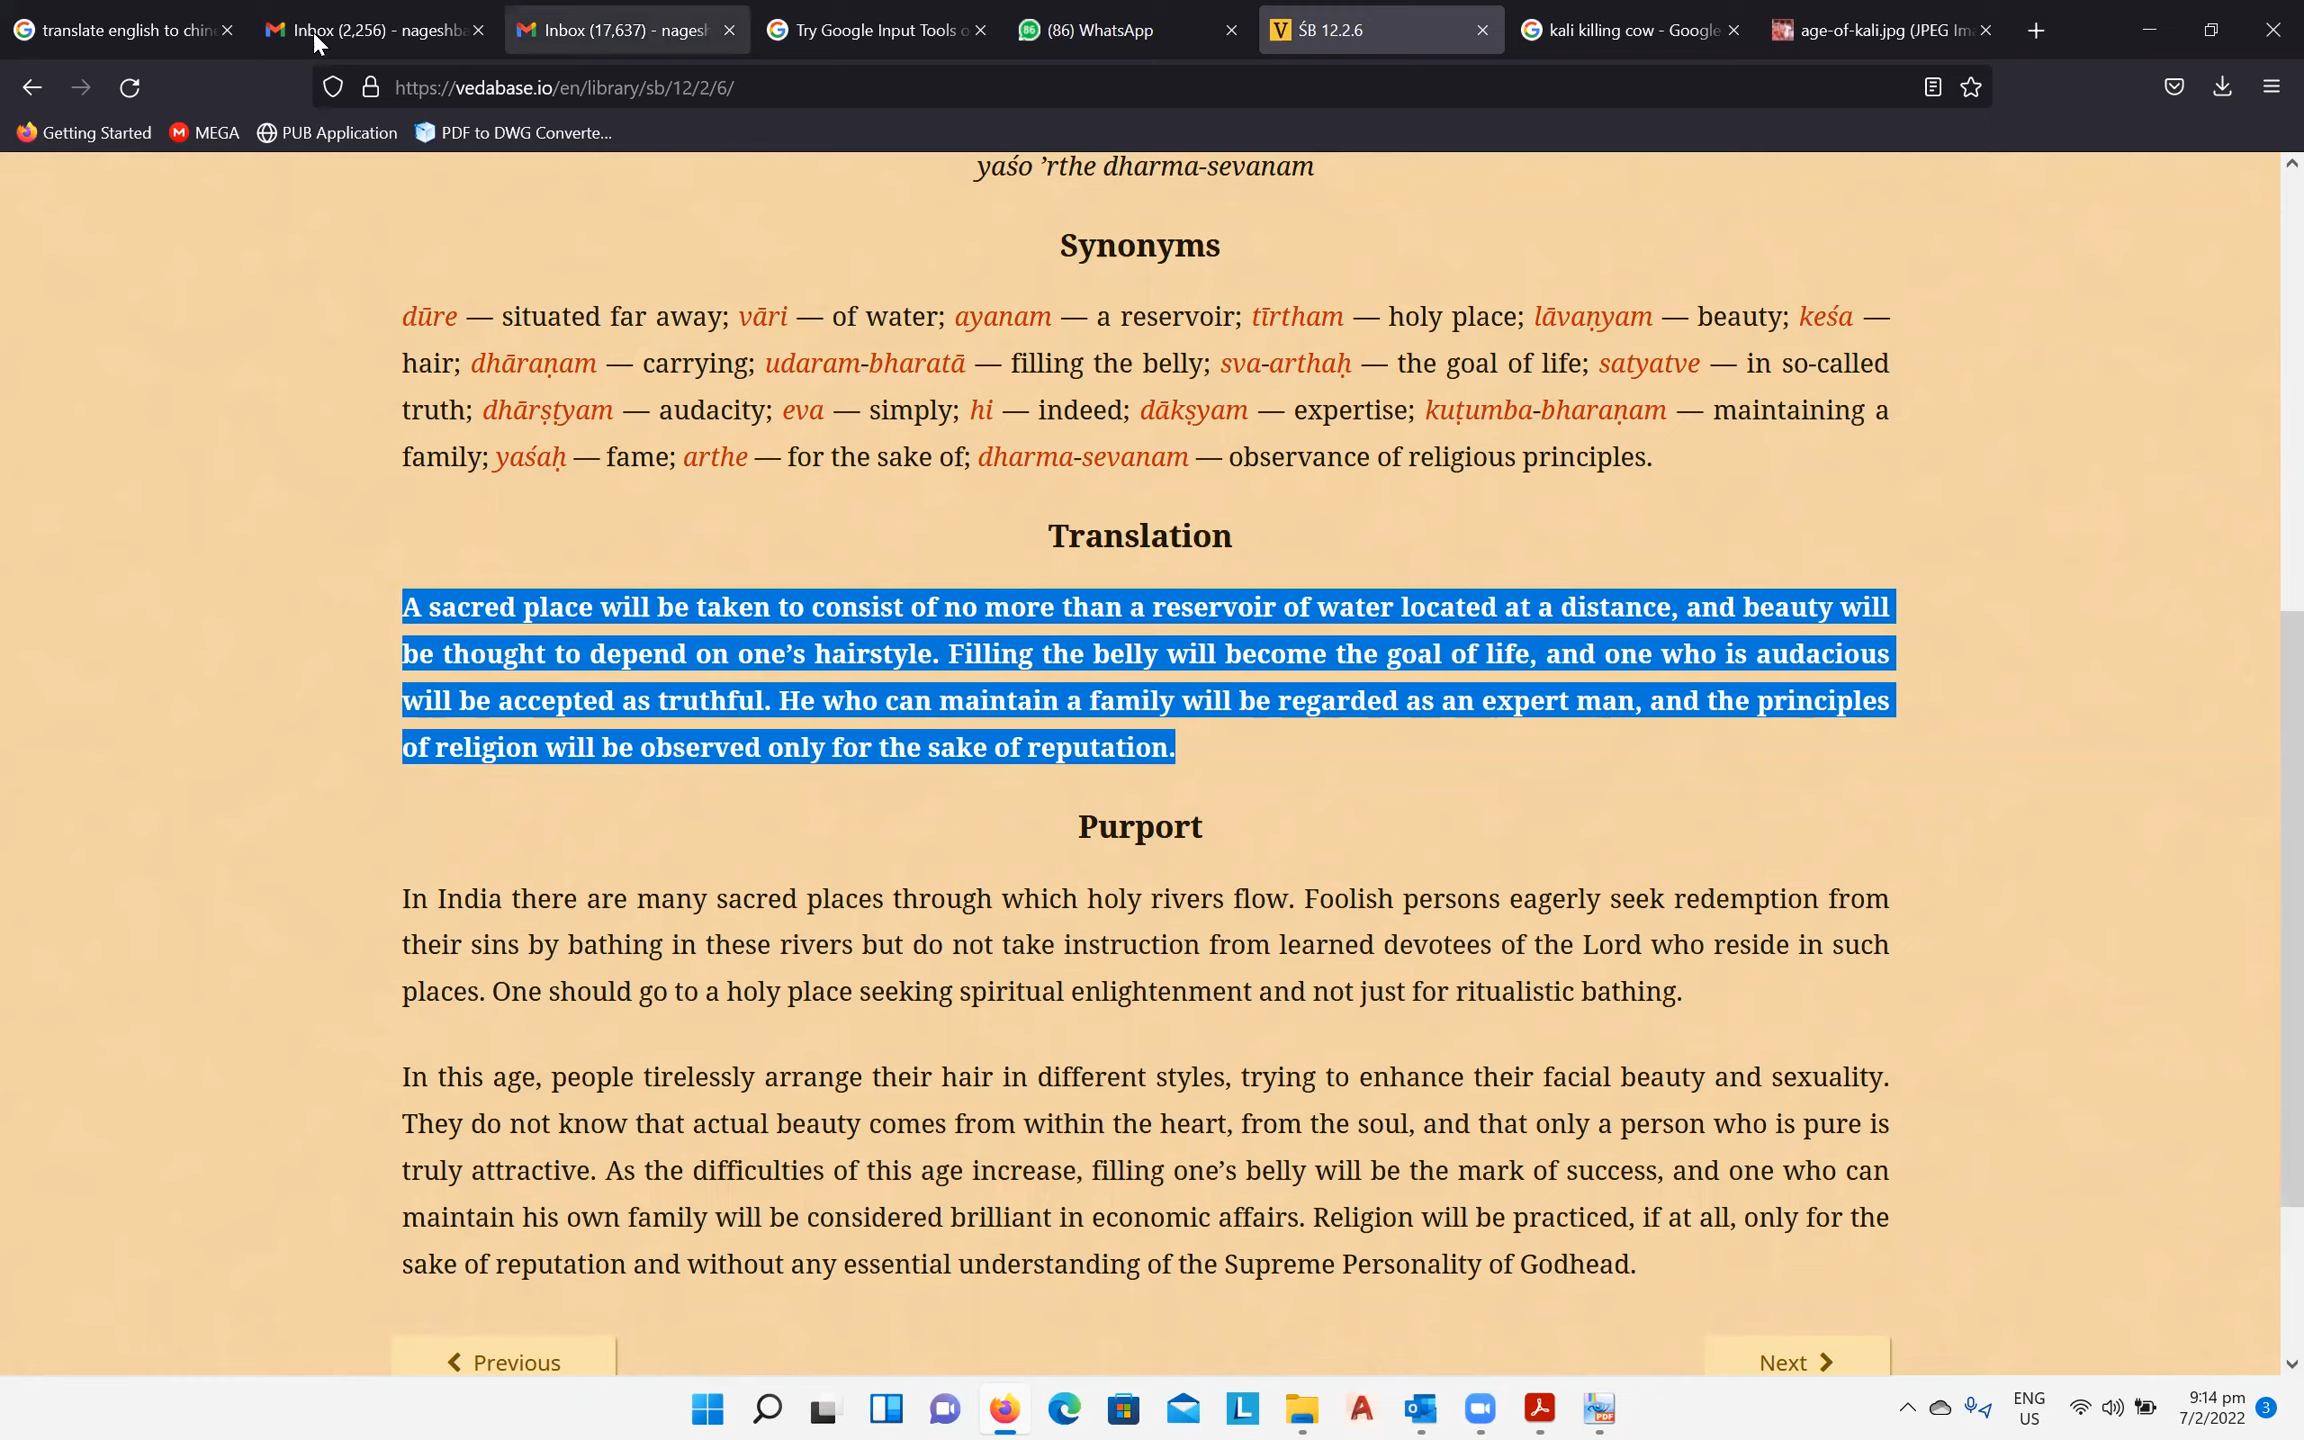 translate english to chin
Inbox (2,256) - nageshba
Inbox (17,637) - nagesh
Try Google Input Tools o
(86) WhatsApp
V ŚB 12.2.6
kali killing cow - Google
age-of-kali.jpg (JPEG Im
https://vedabase.io/en/library/sb/12/2/6/
Getting Started
MEGA
PUB Application
PDF to DWG Converte...
yaśo ’rthe dharma-sevanam
Synonyms
dūre — situated far away; vāri — of water; ayanam — a reservoir; tīrtham — holy place; lāvaṇyam — beauty; keśa —
hair; dhāraṇam — carrying; udaram-bharatā — filling the belly; sva-arthaḥ — the goal of life; satyatve — in so-called
truth; dhārṣṭyam — audacity; eva — simply; hi — indeed; dākṣyam — expertise; kuṭumba-bharaṇam — maintaining a
family; yaśaḥ — fame; arthe — for the sake of; dharma-sevanam — observance of religious principles.
Translation
A sacred place will be taken to consist of no more than a reservoir of water located at a distance, and beauty will
be thought to depend on one’s hairstyle. Filling the belly will become the goal of life, and one who is audacious
will be accepted as truthful. He who can maintain a family will be regarded as an expert man, and the principles
of religion will be observed only for the sake of reputation.
Purport
In India there are many sacred places through which holy rivers flow. Foolish persons eagerly seek redemption from
their sins by bathing in these rivers but do not take instruction from learned devotees of the Lord who reside in such
places. One should go to a holy place seeking spiritual enlightenment and not just for ritualistic bathing.
In this age, people tirelessly arrange their hair in different styles, trying to enhance their facial beauty and sexuality.
They do not know that actual beauty comes from within the heart, from the soul, and that only a person who is pure is
truly attractive. As the difficulties of this age increase, filling one’s belly will be the mark of success, and one who can
maintain his own family will be considered brilliant in economic affairs. Religion will be practiced, if at all, only for the
sake of reputation and without any essential understanding of the Supreme Personality of Godhead.
Previous
Next
ENG
US
9:14 pm
7/2/2022
3